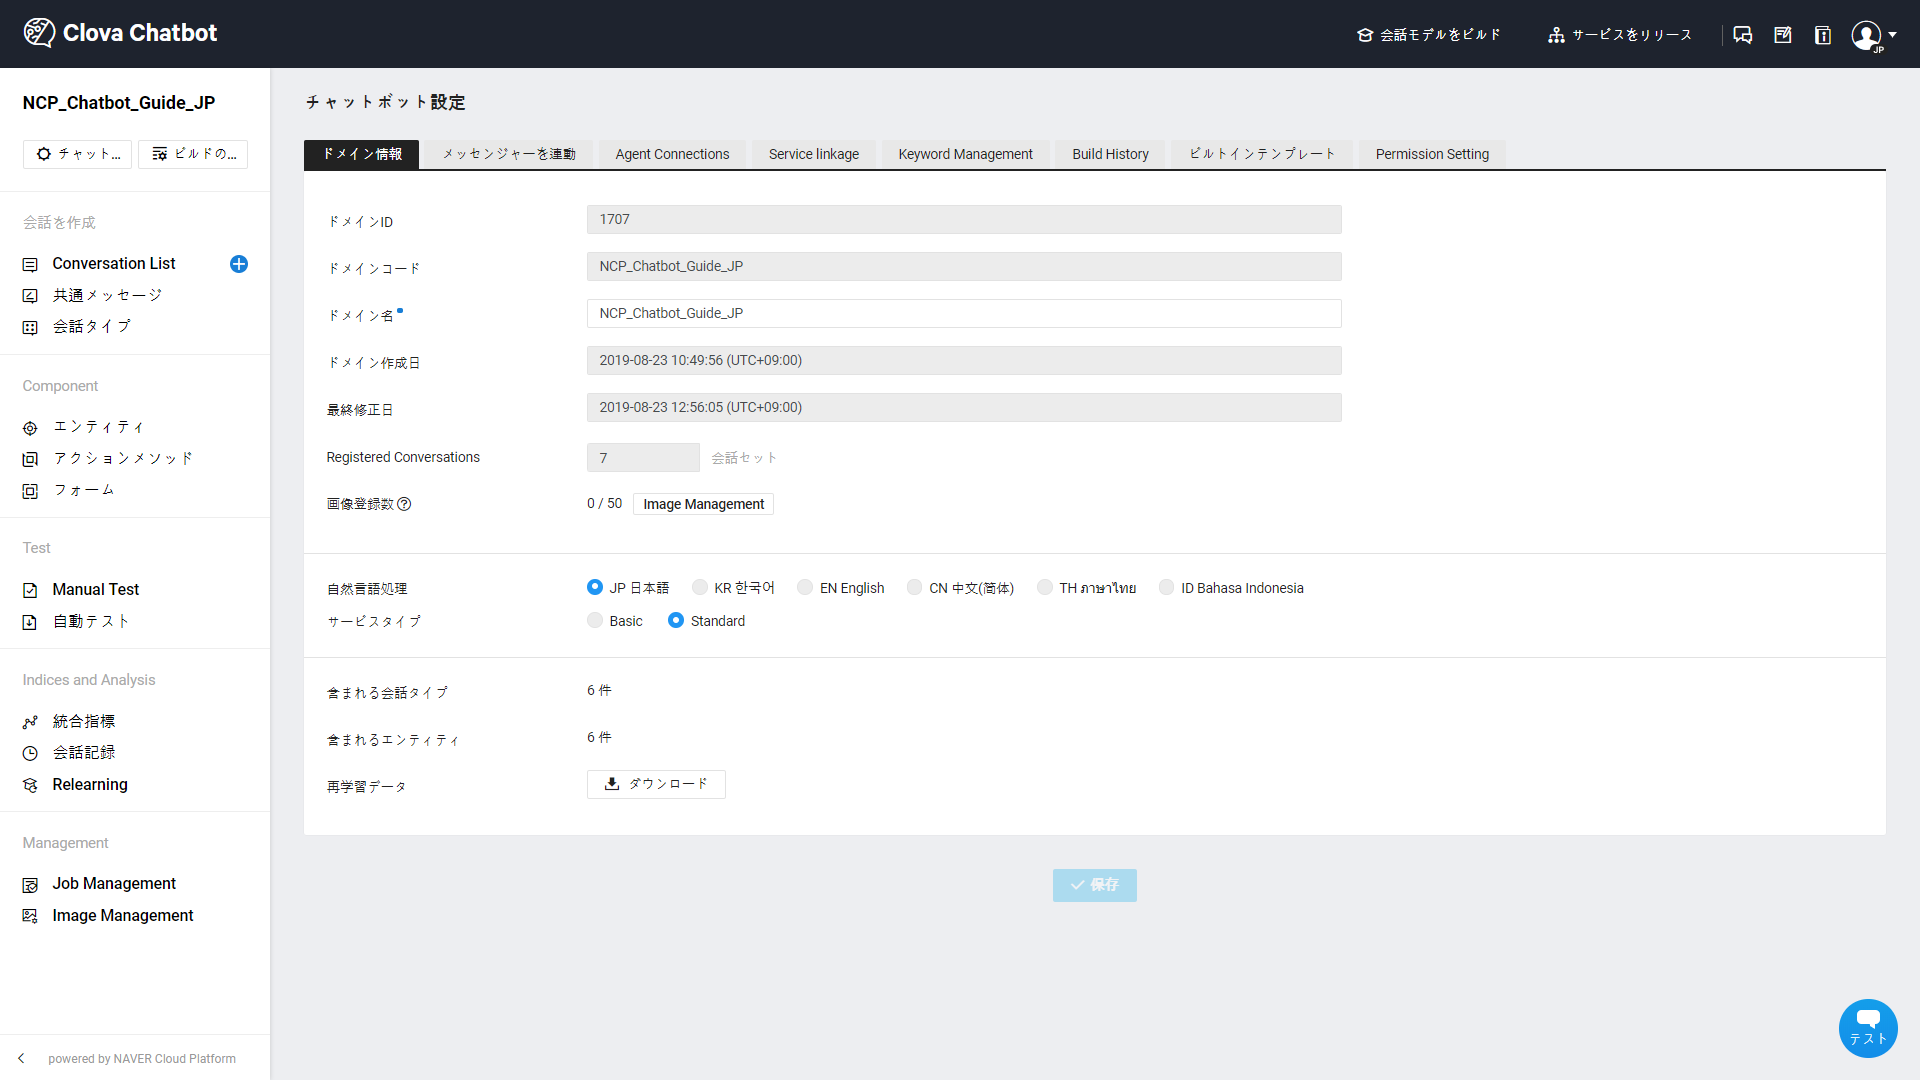 Clova Chatbot
会話モデルをビルド
サービスをリリース
JP
NCP_Chatbot_Guide_JP
チャット...
ビルドの...
会話を作成
Conversation List
共通メッセージ
会話タイプ
Component
エンティティ
アクションメソッド
フォーム
Test
Manual Test
自動テスト
Indices and Analysis
統合指標
会話記録
Relearning
Management
Job Management
Image Management
powered by NAVER Cloud Platform
チャットボット設定
ドメイン情報
メッセンジャーを連動
Agent Connections
Service linkage
Keyword Management
Build History
ビルトインテンプレート
Permission Setting
ドメインID
1707
ドメインコード
NCP_Chatbot_Guide_JP
ドメイン名
NCP_Chatbot_Guide_JP
ドメイン作成日
2019-08-23 10:49:56 (UTC+09:00)
最終修正日
2019-08-23 12:56:05 (UTC+09:00)
Registered Conversations
7
会話セット
画像登録数
0 / 50
Image Management
自然言語処理
JP 日本語
KR 한국어
EN English
CN 中文(简体)
TH ภาษาไทย
ID Bahasa Indonesia
サービスタイプ
Basic
Standard
含まれる会話タイプ
6 件
含まれるエンティティ
6 件
再学習データ
ダウンロード
保存
テスト